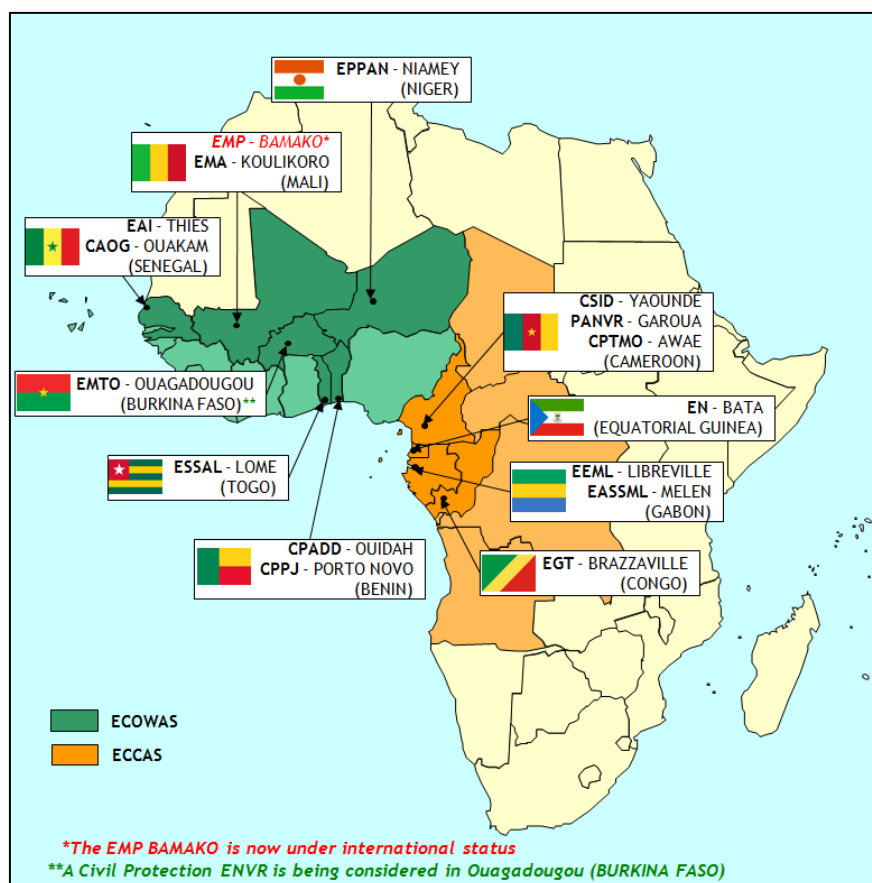 EPPAN - NIAMEY
(NIGER)
EMP - BAMAKO*
EMA - KOULIKORO
(MALI)
EAI - THIES
CAOG - OUAKAM
(SENEGAL)
CSID - YAOUNDÉ
PANVR - GAROUA
CPTMO - AWAE
(CAMEROON)
EMTO - OUAGADOUGOU
(BURKINA FASO)**
EN - BATA
(EQUATORIAL GUINEA)
ESSAL - LOME
(TOGO)
EEML - LIBREVILLE
EASSML - MELEN
(GABON)
CPADD - OUIDAH
CPPJ - PORTO NOVO
(BENIN)
EGT - BRAZZAVILLE
(CONGO)
ECOWAS
ECCAS
*The EMP BAMAKO is now under international status
**A Civil Protection ENVR is being considered in Ouagadougou (BURKINA FASO)